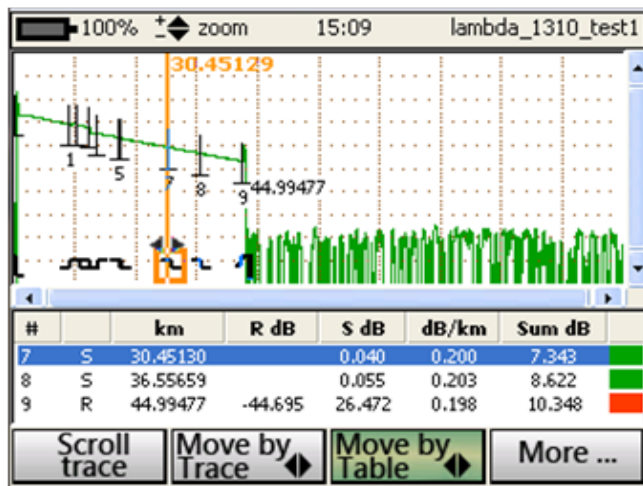 100% +- zoom 15:09 lambda_1310_test1
30.45129
1 5 7 8 9 44.99477
# km R dB S dB dB/km Sum dB
7 S 30.45130 0.040 0.200 7.343
8 S 36.55659 0.055 0.203 8.622
9 R 44.99477 -44.695 26.472 0.198 10.348
Scroll trace Move by Trace Move by Table More ...